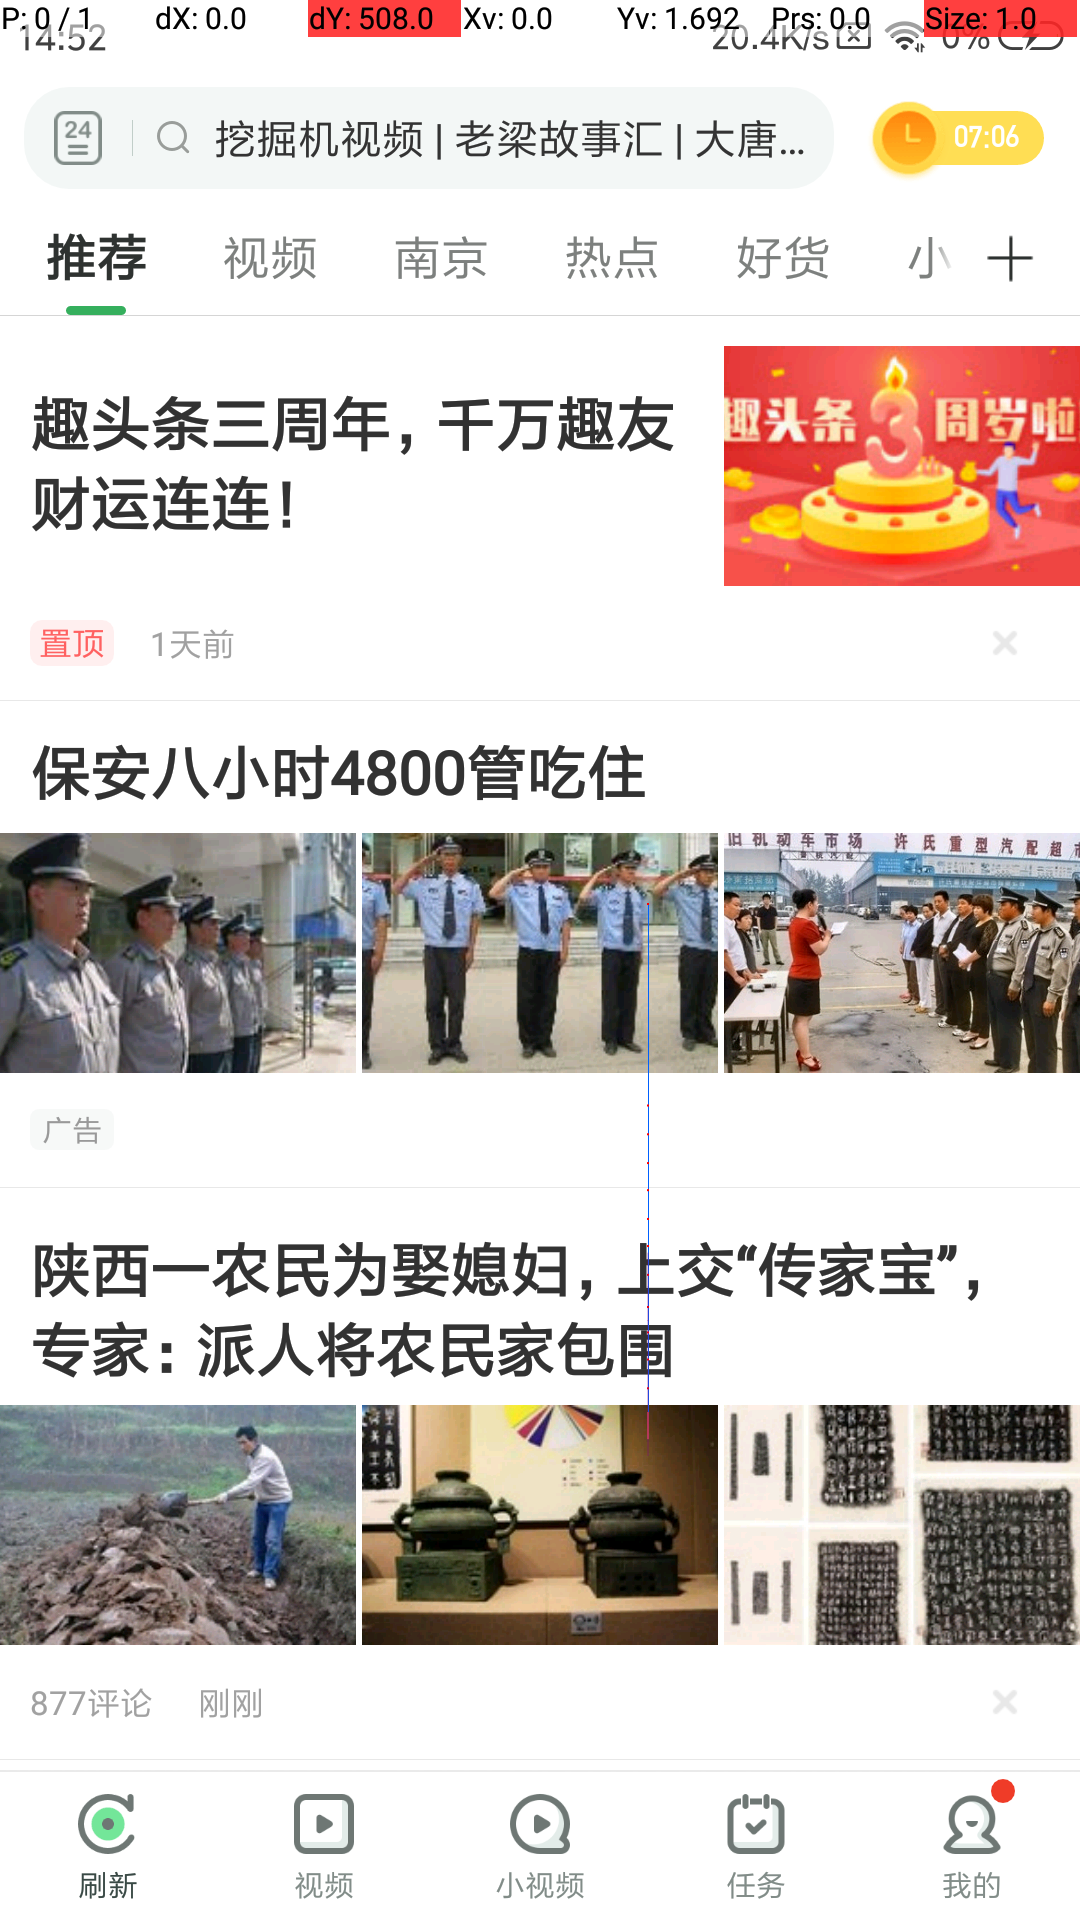 P: 0 / 1 dX: 0.0 dY: 508.0 Xv: 0.0 Yv: 1.692 Prs: 0.0 Size: 1.0
14:52 20.4K/s 0%
24 挖掘机视频 | 老梁故事汇 | 大唐... 07:06
推荐 视频 南京 热点 好货 小
趣头条三周年，千万趣友
财运连连！
趣头条3周岁啦
置顶 1天前
保安八小时4800管吃住
旧机动车市场 许氏重型汽配超市
广告
陕西一农民为娶媳妇，上交“传家宝”，
专家：派人将农民家包围
877评论 刚刚
刷新 视频 小视频 任务 我的